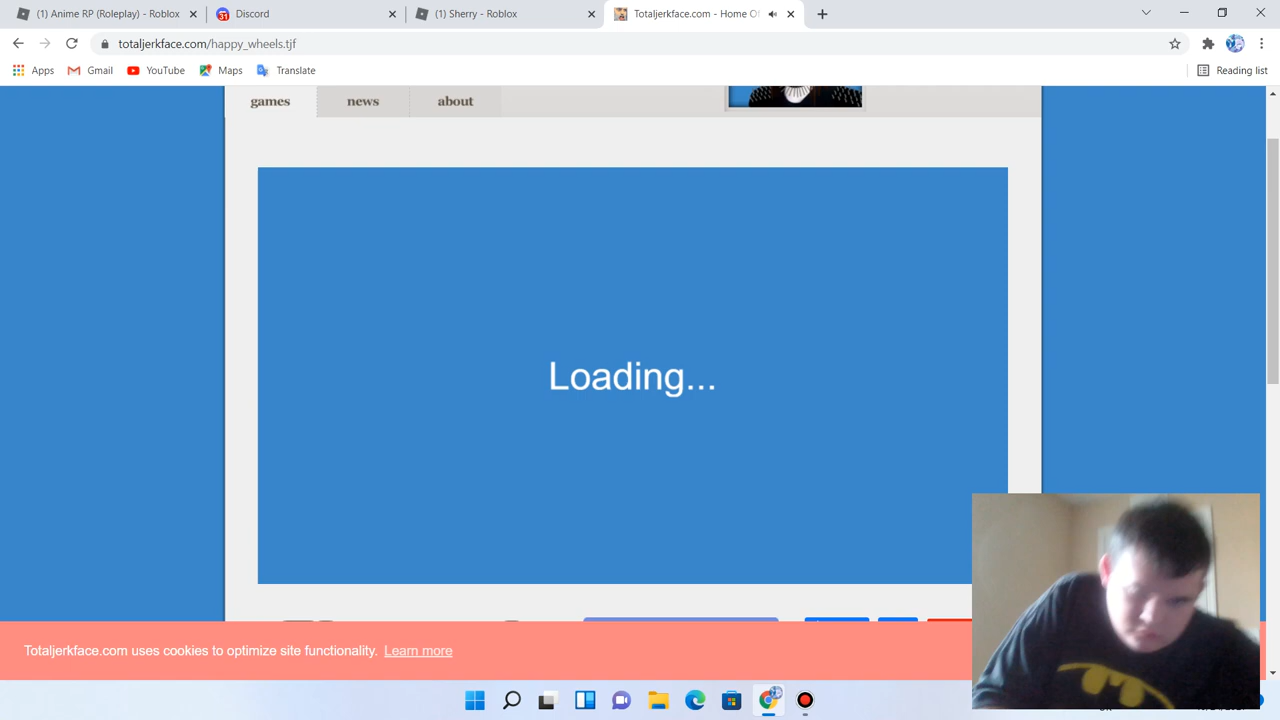 (1) Anime RP (Roleplay) - Roblox
31
Discord
(1) Sherry - Roblox
Totaljerkface.com - Home Of
totaljerkface.com/happy_wheels.tjf
Apps
Gmail
YouTube
Maps
Translate
Reading list
games
news
about
Loading...
Totaljerkface.com uses cookies to optimize site functionality. Learn more